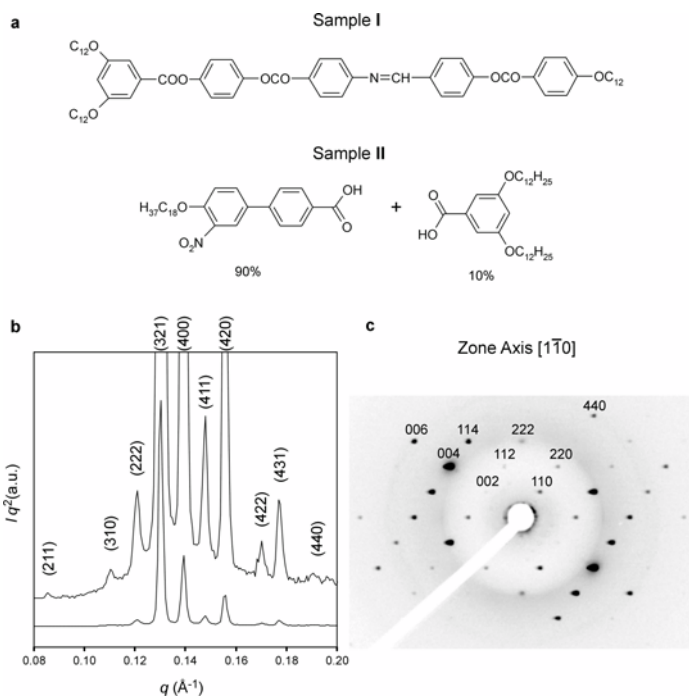 a
Sample I
C12O
COO
OCO
N=CH
OCO
OC12
C12O
Sample II
H37C18O
O2N
OH
O
+
O
HO
OC12H25
OC12H25
90%
10%
b
(211)
(310)
(222)
(321)
(400)
(411)
(420)
(422)
(431)
(440)
I q²(a.u.)
0.08 0.10 0.12 0.14 0.16 0.18 0.20
q (Å⁻¹)
c
Zone Axis [11̅0]
440
006 114 222
004 112 220
002 110